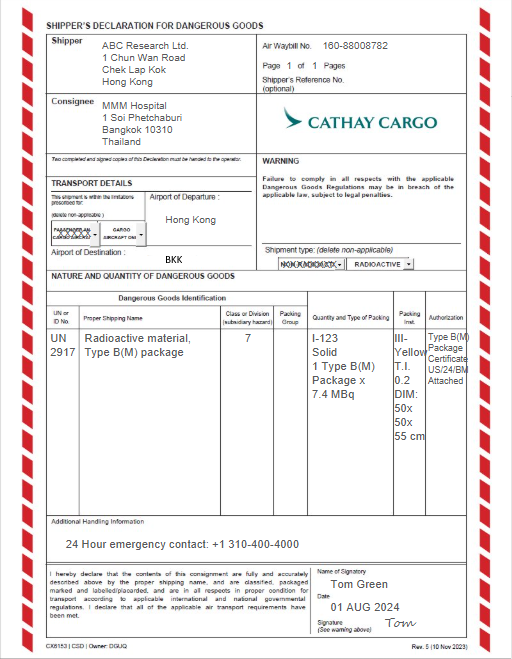 SHIPPER'S DECLARATION FOR DANGEROUS GOODS
Shipper
ABC Research Ltd.
1 Chun Wan Road
Chek Lap Kok
Hong Kong
Air Waybill No. 160-88008782
Page 1 of 1 Pages
Shipper's Reference No.
(optional)
Consignee
MMM Hospital
1 Soi Phetchaburi
Bangkok 10310
Thailand
CATHAY CARGO
Two completed and signed copies of this Declaration must be handed to the operator.
WARNING
Failure to comply in all respects with the applicable
Dangerous Goods Regulations may be in breach of the
applicable law, subject to legal penalties.
TRANSPORT DETAILS
This shipment is within the limitations
prescribed for:
(delete non-applicable )
CARGO
AIRCRAFT
Airport of Departure :
Hong Kong
Airport of Destination :
BKK
Shipment type: (delete non-applicable)
RADIOACTIVE
NATURE AND QUANTITY OF DANGEROUS GOODS
Dangerous Goods Identification
UN or
ID No.
Proper Shipping Name
Class or Division
(subsidiary hazard)
Packing
Group
Quantity and Type of Packing
Packing
Inst.
Authorization
UN
2917
Radioactive material,
Type B(M) package
7
I-123
Solid
1 Type B(M)
Package x
7.4 MBq
III-
Yellow
T.I.
0.2
DIM:
50x
50x
55 cm
Type B(M)
Package
Certificate
US/24/BM
Attached
Additional Handling Information
24 Hour emergency contact: +1 310-400-4000
I hereby declare that the contents of this consignment are fully and accurately
described above by the proper shipping name, and are classified, packaged
marked and labelled/placarded, and are in all respects in proper condition for
transport according to applicable international and national governmental
regulations. I declare that all of the applicable air transport requirements have
been met.
Name of Signatory
Tom Green
Date
01 AUG 2024
Signature
(See warning above)
Tom
CX6153 | CSD | Owner: DGUQ
Rev. 5 (10 Nov 2023)